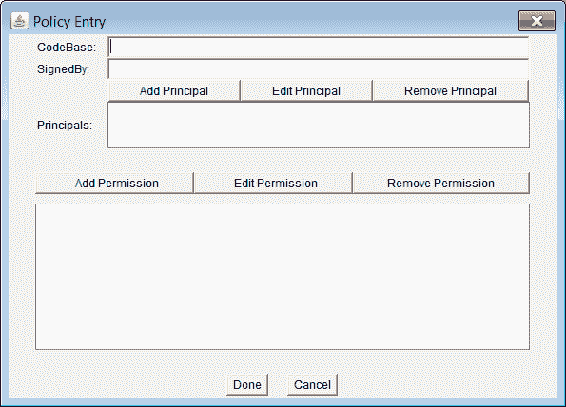 Policy Entry
CodeBase:
SignedBy
Add Principal Edit Principal Remove Principal
Principals:
Add Permission Edit Permission Remove Permission
Done Cancel